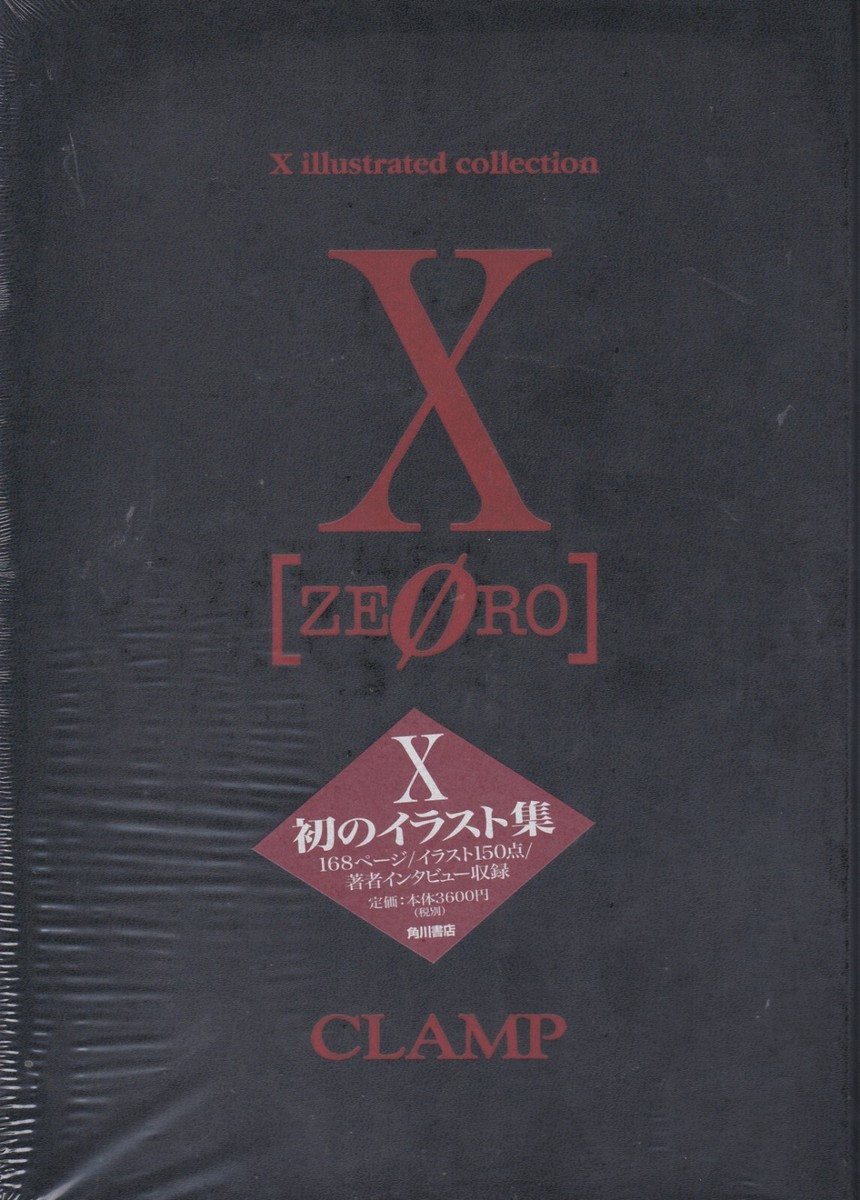 X illustrated collection
X
[ZEØRO]
X
初のイラスト集
168ページ/イラスト150点/
著者インタビュー収録
定価：本体3600円
（税別）
角川書店
CLAMP